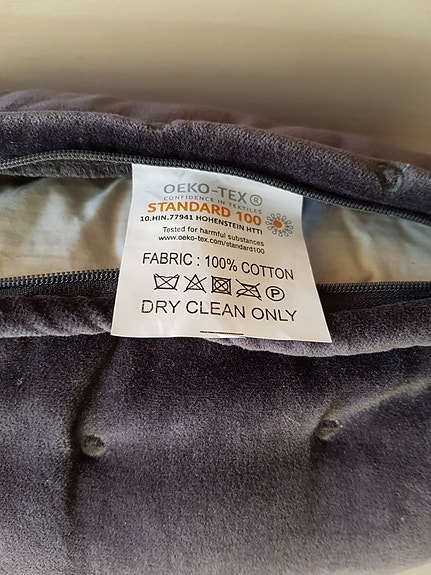 OEKO-TEX®
CONFIDENCE IN TEXTILES
STANDARD 100
10.HIN.77941 HOHENSTEIN HTTI
Tested for harmful substances
www.oeko-tex.com/standard100
FABRIC : 100% COTTON
P
DRY CLEAN ONLY